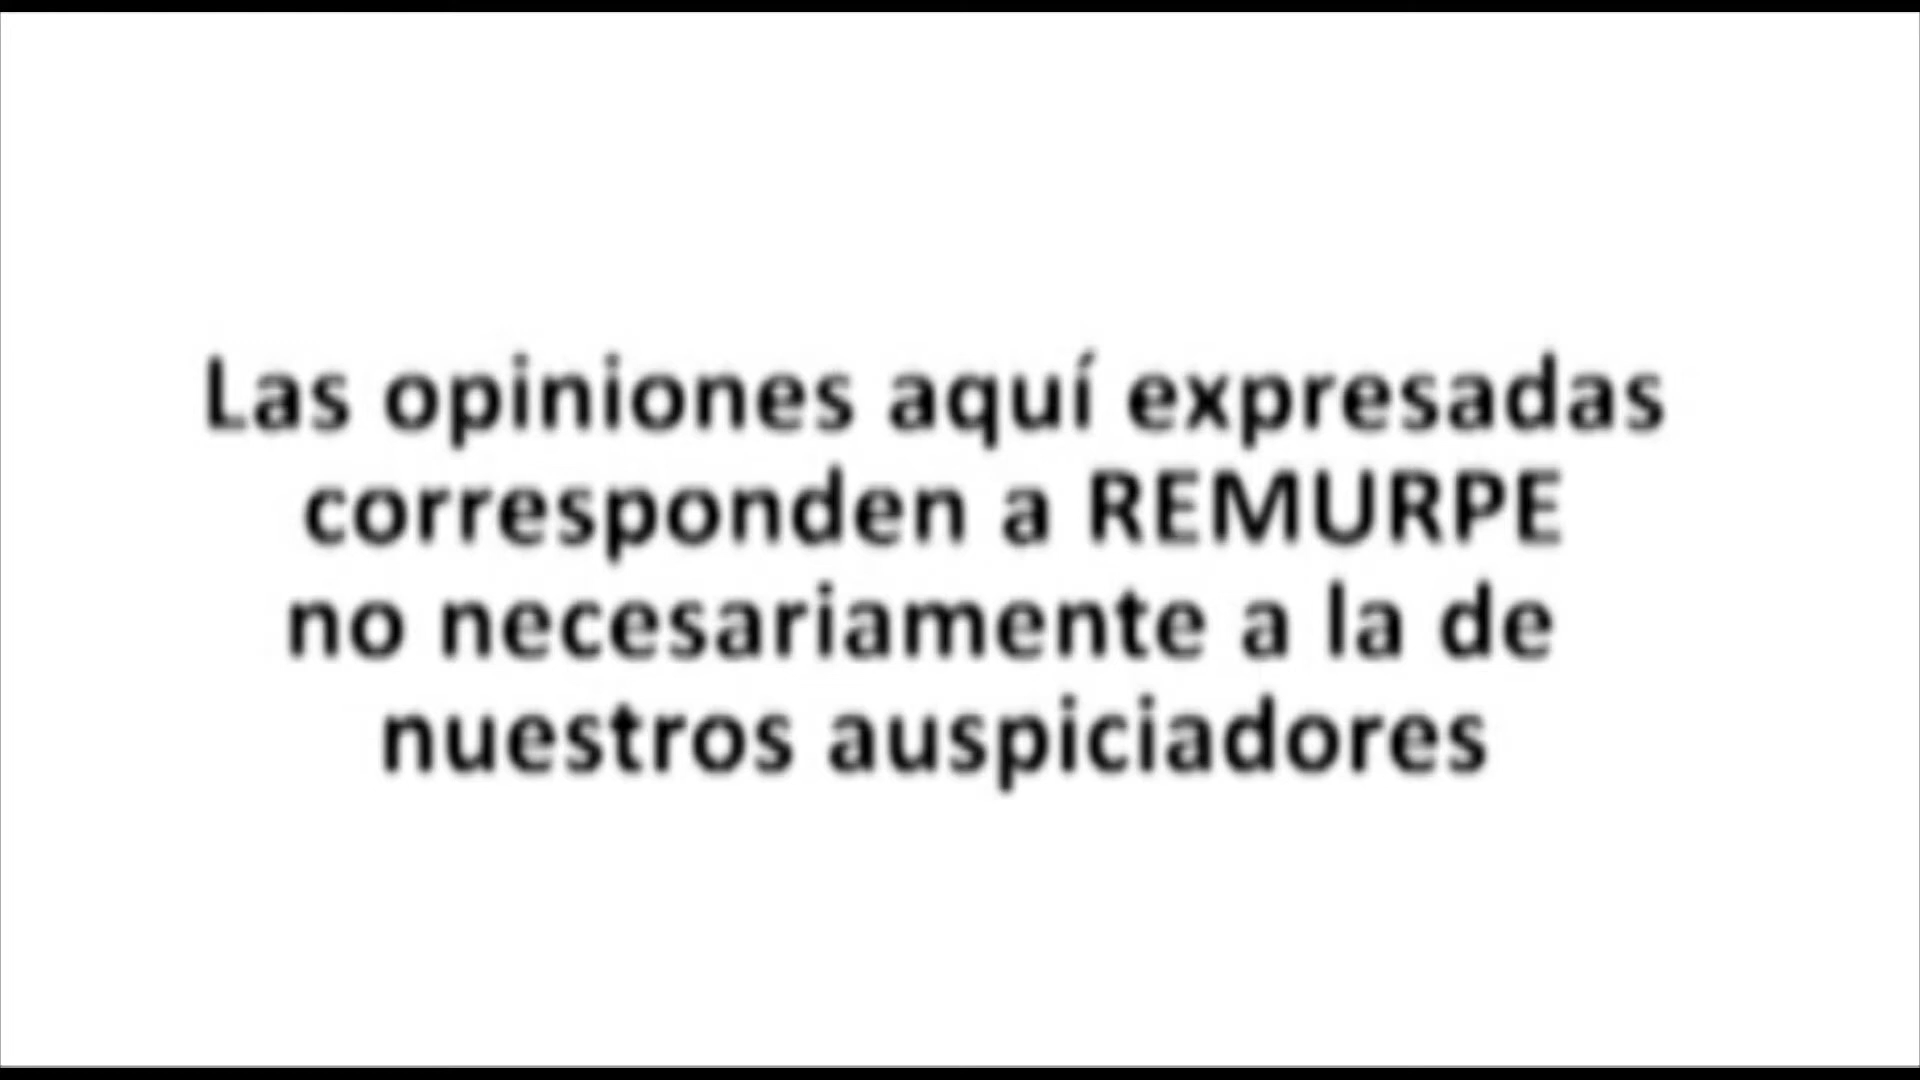 Las opiniones aquí expresadas
corresponden a REMURPE
no necesariamente a la de
nuestros auspiciadores